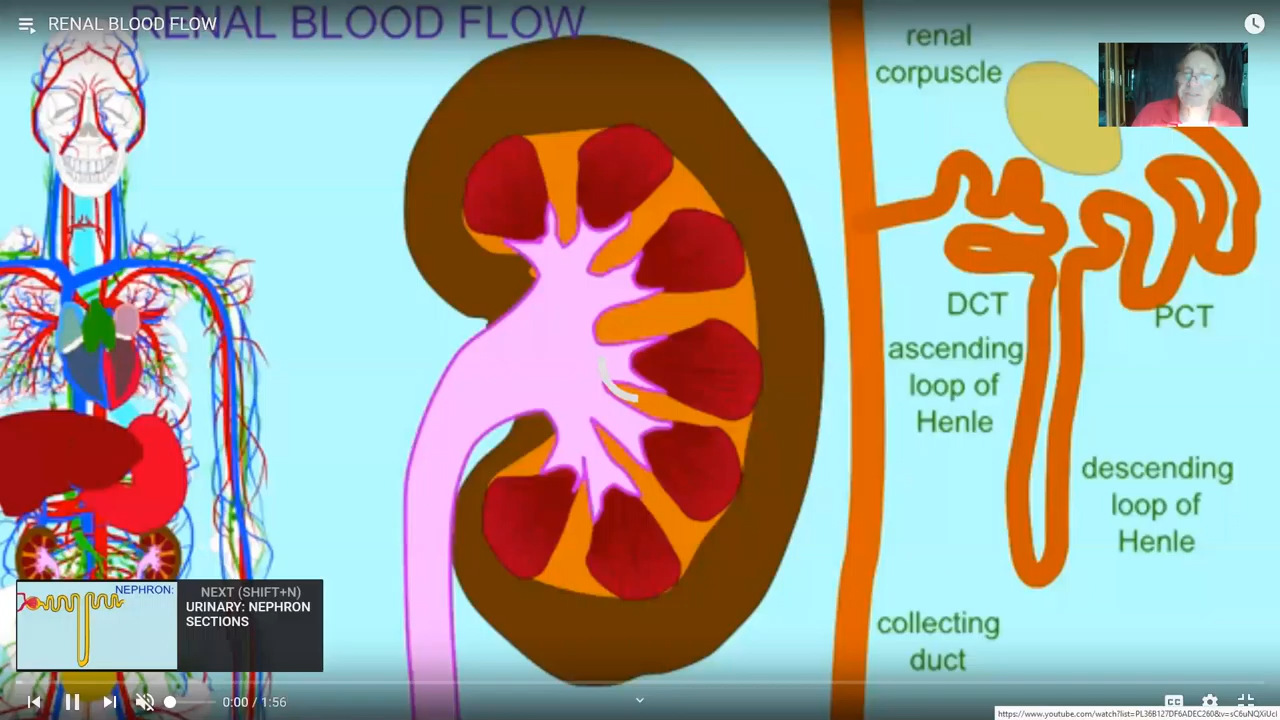 RENAL BLOOD FLOW
RENAL BLOOD FLOW
renal
corpuscle
DCT
PCT
ascending
loop of
Henle
descending
loop of
Henle
collecting
duct
NEPHRON:
NEXT (SHIFT+N)
URINARY: NEPHRON
SECTIONS
0:00 / 1:56